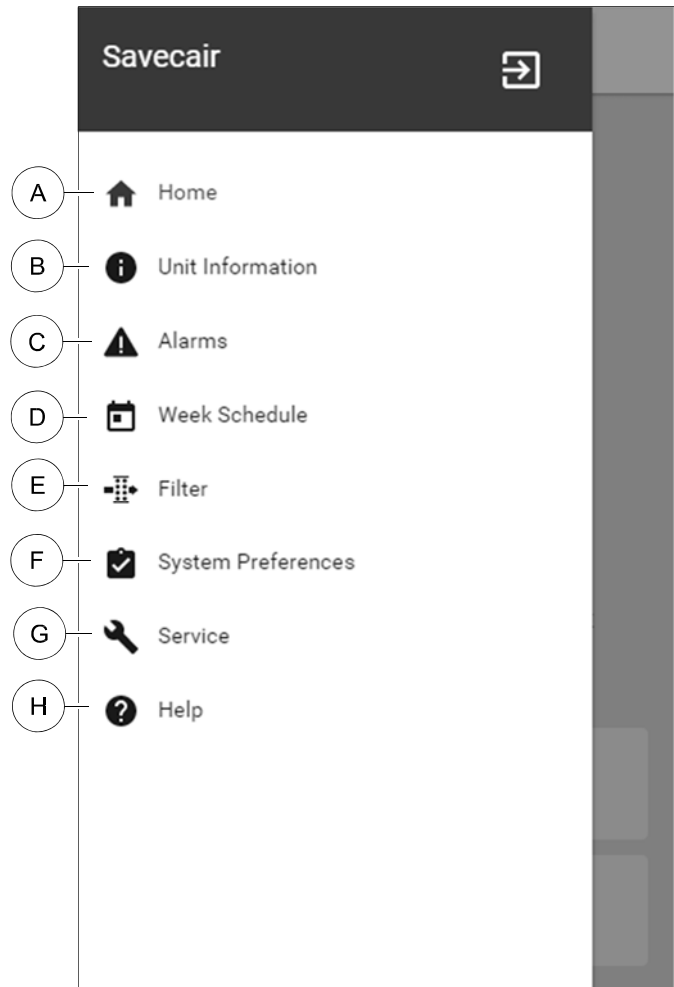 Savecair
A Home
B Unit Information
C Alarms
D Week Schedule
E Filter
F System Preferences
G Service
H Help